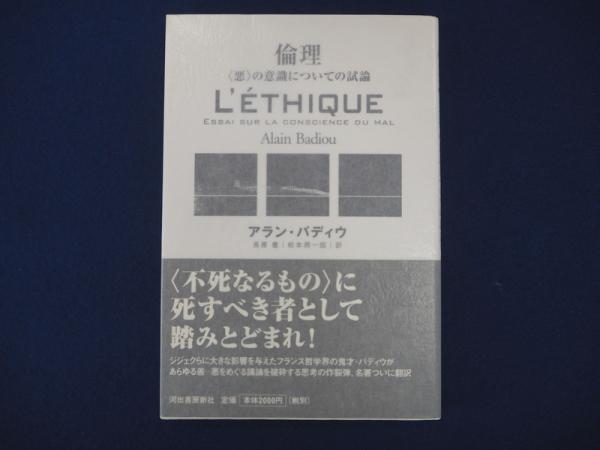 倫理
〈悪〉の意識についての試論
L'ÉTHIQUE
ESSAI SUR LA CONSCIENCE DU MAL
Alain Badiou
アラン・バディウ
長原 豊｜松本潤一郎｜訳
〈不死なるもの〉に
死すべき者として
踏みとどまれ！
ジジェクらに大きな影響を与えたフランス哲学界の鬼才・バディウが
あらゆる善―悪をめぐる議論を破砕する思考の炸裂弾、名著ついに翻訳
河出書房新社 定価 本体2000円（税別）